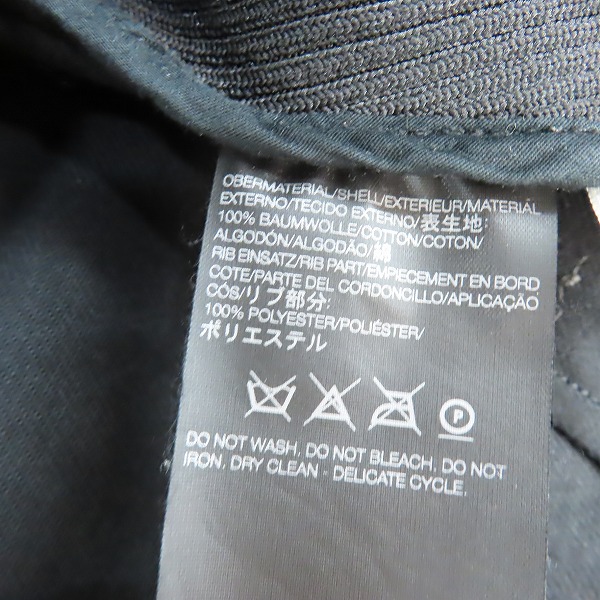 OBERMATERIAL/SHELL/EXTERIEUR/MATERIAL
EXTERNO/TECIDO EXTERNO/表生地:
100% BAUMWOLLE/COTTON/COTON/
ALGODÓN/ALGODÃO/綿
RIB EINSATZ/RIB PART/EMPIECEMENT EN BORD
COTE/PARTE DEL CORDONCILLO/APLICAÇÃO
CÓS/リブ部分:
100% POLYESTER/POLIÉSTER/
ポリエステル
P
DO NOT WASH. DO NOT BLEACH. DO NOT
IRON. DRY CLEAN - DELICATE CYCLE.